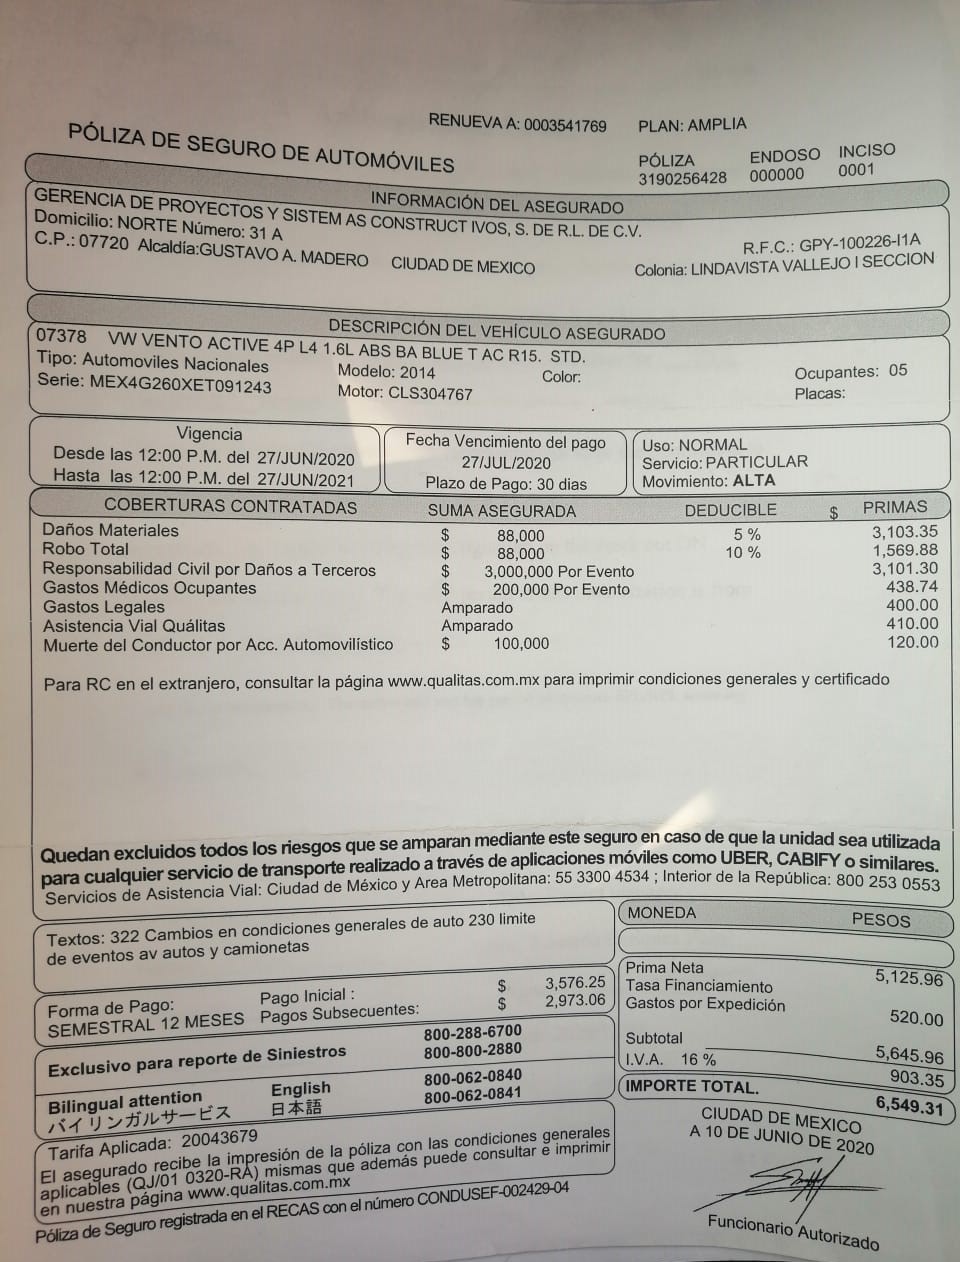 RENUEVA A: 0003541769 PLAN: AMPLIA
PÓLIZA DE SEGURO DE AUTOMÓVILES
PÓLIZA ENDOSO INCISO
3190256428 000000 0001
INFORMACIÓN DEL ASEGURADO
GERENCIA DE PROYECTOS Y SISTEM AS CONSTRUCT IVOS, S. DE R.L. DE C.V.
Domicilio: NORTE Número: 31 A R.F.C.: GPY-100226-I1A
C.P.: 07720 Alcaldía:GUSTAVO A. MADERO CIUDAD DE MEXICO Colonia: LINDAVISTA VALLEJO I SECCION
DESCRIPCIÓN DEL VEHÍCULO ASEGURADO
07378 VW VENTO ACTIVE 4P L4 1.6L ABS BA BLUE T AC R15. STD.
Tipo: Automoviles Nacionales Modelo: 2014 Color: Ocupantes: 05
Serie: MEX4G260XET091243 Motor: CLS304767 Placas:
Vigencia
Desde las 12:00 P.M. del 27/JUN/2020
Hasta las 12:00 P.M. del 27/JUN/2021
Fecha Vencimiento del pago
27/JUL/2020
Plazo de Pago: 30 dias
Uso: NORMAL
Servicio: PARTICULAR
Movimiento: ALTA
COBERTURAS CONTRATADAS SUMA ASEGURADA DEDUCIBLE $ PRIMAS
Daños Materiales $ 88,000 5 % 3,103.35
Robo Total $ 88,000 10 % 1,569.88
Responsabilidad Civil por Daños a Terceros $ 3,000,000 Por Evento 3,101.30
Gastos Médicos Ocupantes $ 200,000 Por Evento 438.74
Gastos Legales Amparado 400.00
Asistencia Vial Quálitas Amparado 410.00
Muerte del Conductor por Acc. Automovilístico $ 100,000 120.00
Para RC en el extranjero, consultar la página www.qualitas.com.mx para imprimir condiciones generales y certificado
Quedan excluidos todos los riesgos que se amparan mediante este seguro en caso de que la unidad sea utilizada
para cualquier servicio de transporte realizado a través de aplicaciones móviles como UBER, CABIFY o similares.
Servicios de Asistencia Vial: Ciudad de México y Area Metropolitana: 55 3300 4534 ; Interior de la República: 800 253 0553
Textos: 322 Cambios en condiciones generales de auto 230 limite
de eventos av autos y camionetas
Forma de Pago: Pago Inicial : $ 3,576.25
SEMESTRAL 12 MESES Pagos Subsecuentes: $ 2,973.06
Exclusivo para reporte de Siniestros 800-288-6700
800-800-2880
Bilingual attention English 800-062-0840
バイリンガルサービス 日本語 800-062-0841
Tarifa Aplicada: 20043679
El asegurado recibe la impresión de la póliza con las condiciones generales
aplicables (QJ/01 0320-RA) mismas que además puede consultar e imprimir
en nuestra página www.qualitas.com.mx
Póliza de Seguro registrada en el RECAS con el número CONDUSEF-002429-04
MONEDA PESOS
Prima Neta 5,125.96
Tasa Financiamiento
Gastos por Expedición 520.00
Subtotal 5,645.96
I.V.A. 16 % 903.35
IMPORTE TOTAL. 6,549.31
CIUDAD DE MEXICO
A 10 DE JUNIO DE 2020
Funcionario Autorizado